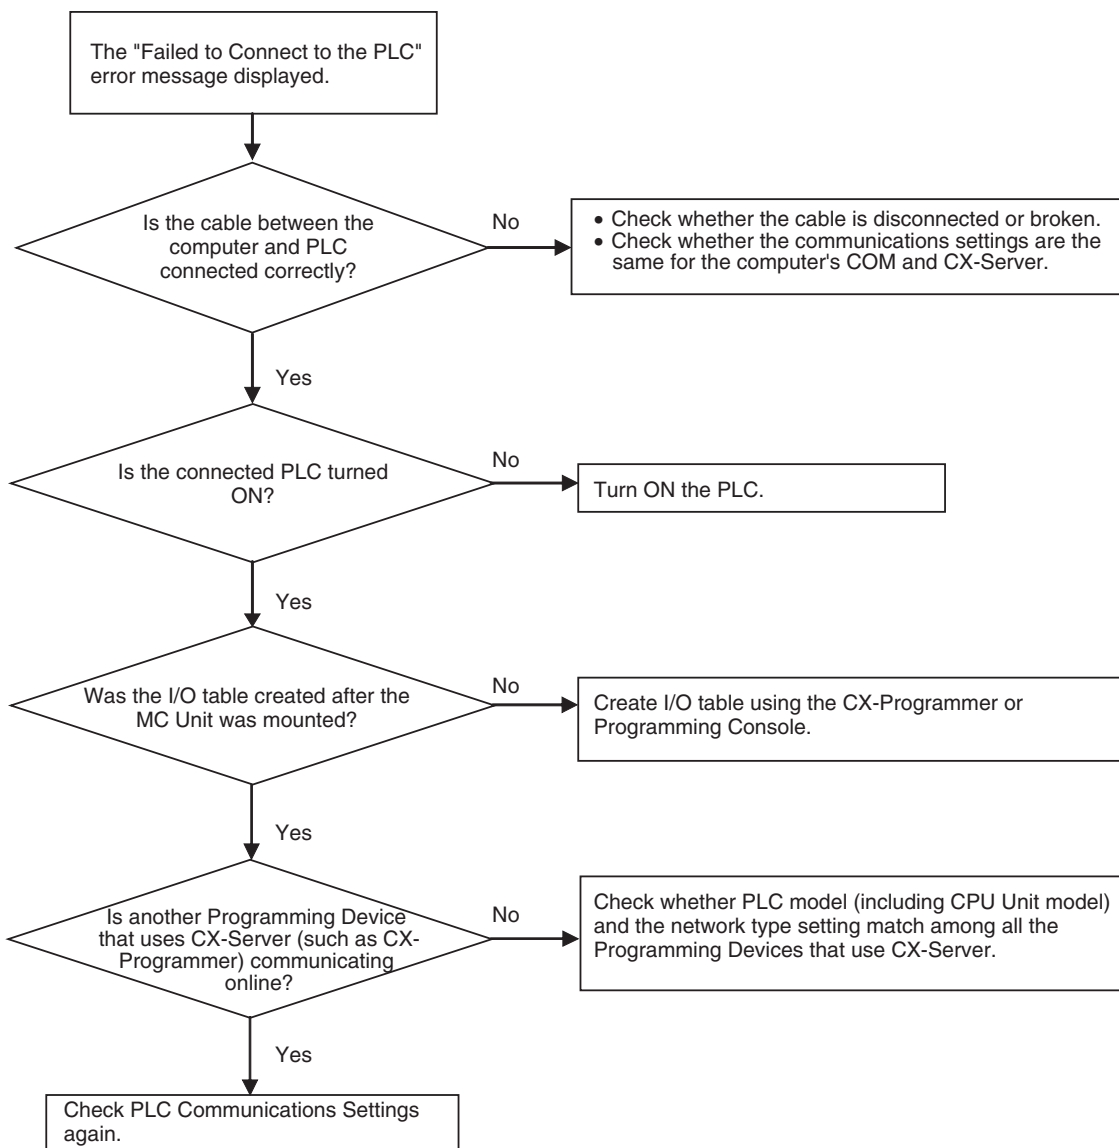 The "Failed to Connect to the PLC"
error message displayed.
Is the cable between the
computer and PLC
connected correctly?
No
• Check whether the cable is disconnected or broken.
• Check whether the communications settings are the
same for the computer's COM and CX-Server.
Yes
Is the connected PLC turned
ON?
No
Turn ON the PLC.
Yes
Was the I/O table created after the
MC Unit was mounted?
No
Create I/O table using the CX-Programmer or
Programming Console.
Yes
Is another Programming Device
that uses CX-Server (such as CX-
Programmer) communicating
online?
No
Check whether PLC model (including CPU Unit model)
and the network type setting match among all the
Programming Devices that use CX-Server.
Yes
Check PLC Communications Settings
again.